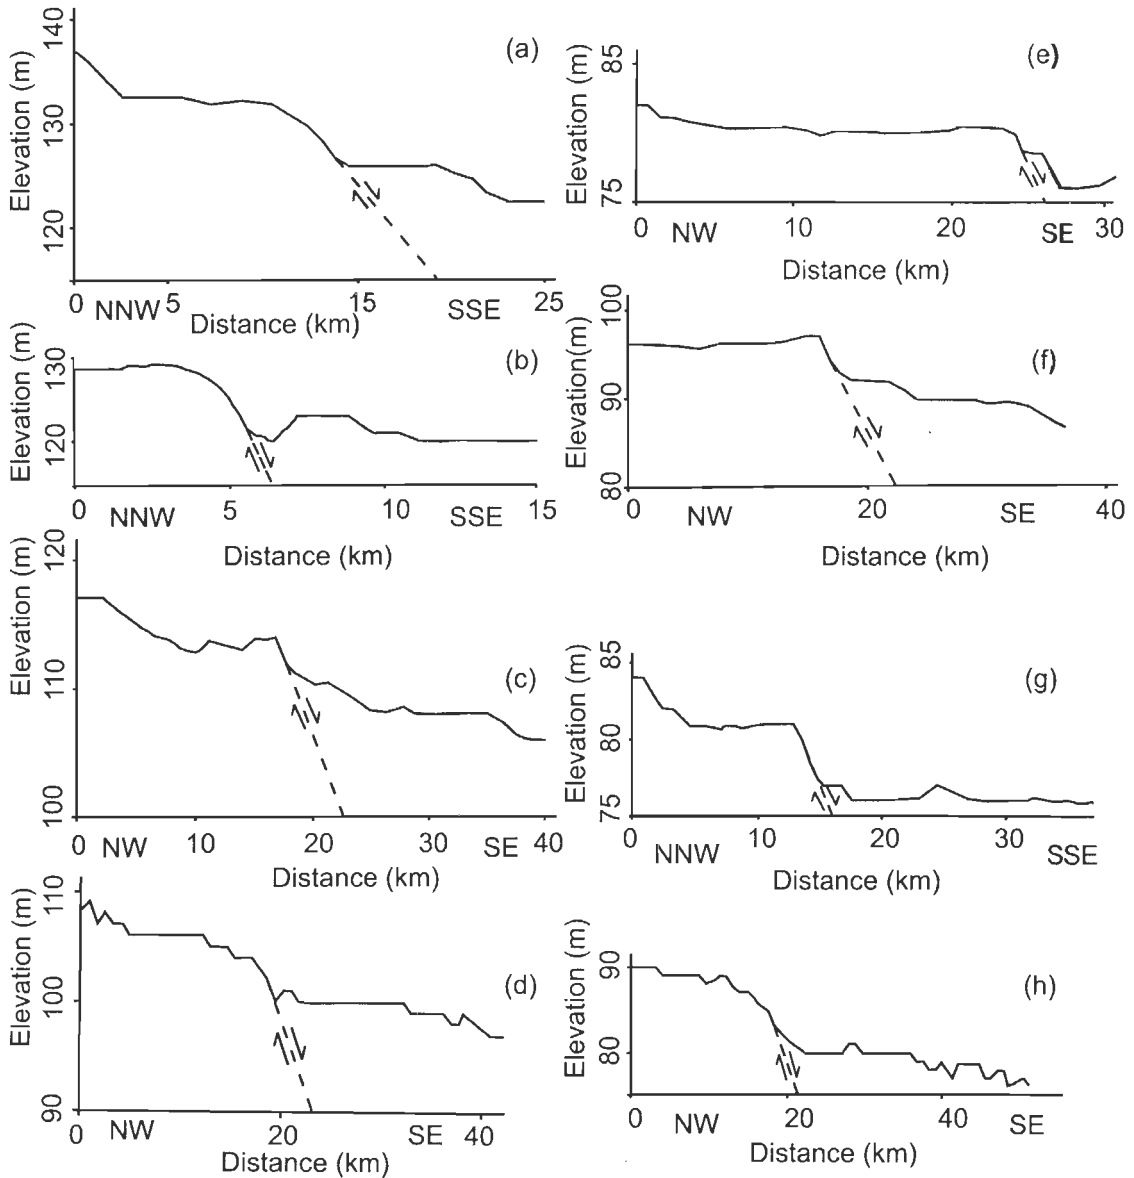 (a)
Elevation (m)
140
130
120
0 NNW 5 15 SSE 25
Distance (km)
(b)
Elevation (m)
130
120
0 NNW 5 10 SSE 15
Distance (km)
(c)
Elevation (m)
120
110
100
0 NW 10 20 30 SE 40
Distance (km)
(d)
Elevation (m)
110
100
90
0 NW 20 SE 40
Distance (km)
(e)
Elevation (m)
85
75
0 NW 10 20 SE 30
Distance (km)
(f)
Elevation(m)
100
90
80
0 NW 20 SE 40
Distance (km)
(g)
Elevation (m)
85
80
75
0 NNW 10 20 30 SSE
Distance (km)
(h)
Elevation (m)
90
80
0 NW 20 40 SE
Distance (km)